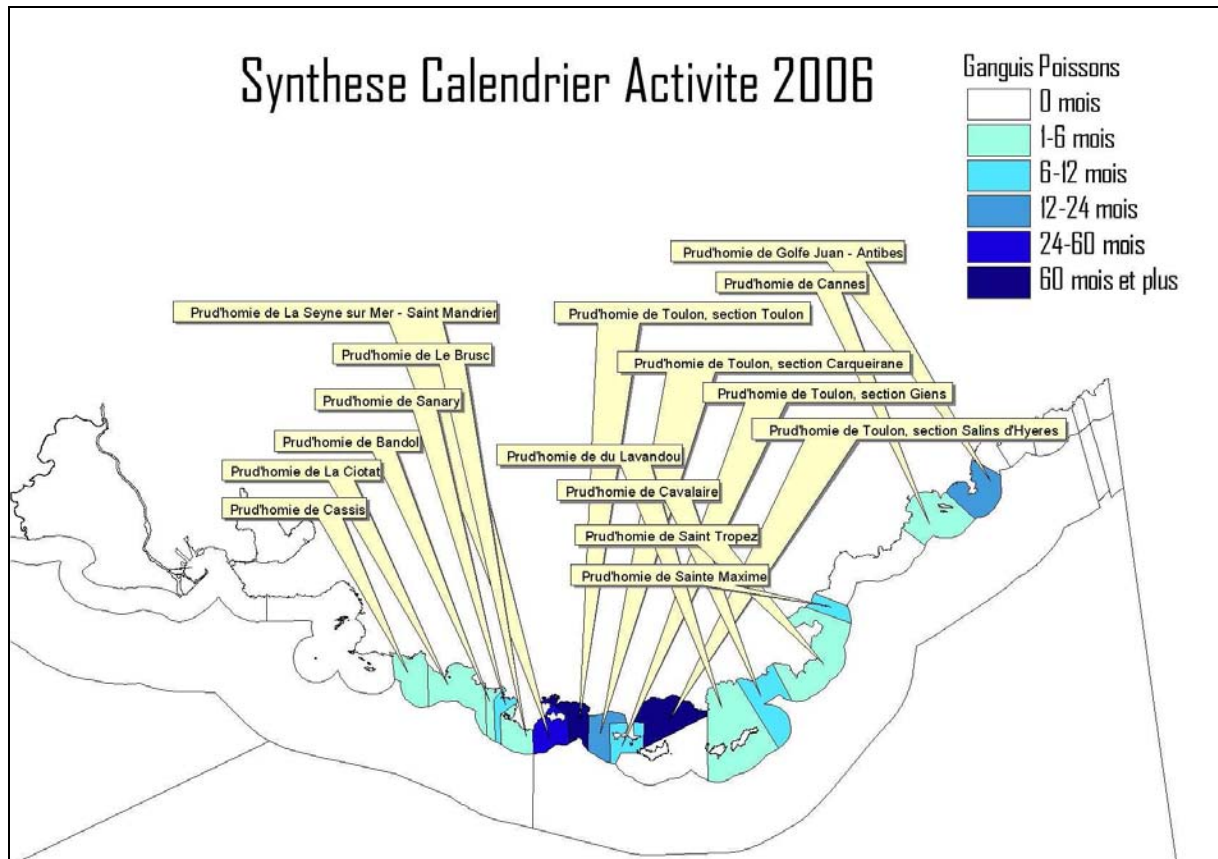 Synthese Calendrier Activite 2006
Ganguis Poissons
0 mois
1-6 mois
6-12 mois
12-24 mois
24-60 mois
60 mois et plus
Prud'homie de Golfe Juan - Antibes
Prud'homie de Cannes
Prud'homie de La Seyne sur Mer - Saint Mandrier
Prud'homie de Toulon, section Toulon
Prud'homie de Le Brusc
Prud'homie de Toulon, section Carqueirane
Prud'homie de Sanary
Prud'homie de Toulon, section Giens
Prud'homie de Bandol
Prud'homie de Toulon, section Salins d'Hyeres
Prud'homie de La Ciotat
Prud'homie de du Lavandou
Prud'homie de Cassis
Prud'homie de Cavalaire
Prud'homie de Saint Tropez
Prud'homie de Sainte Maxime